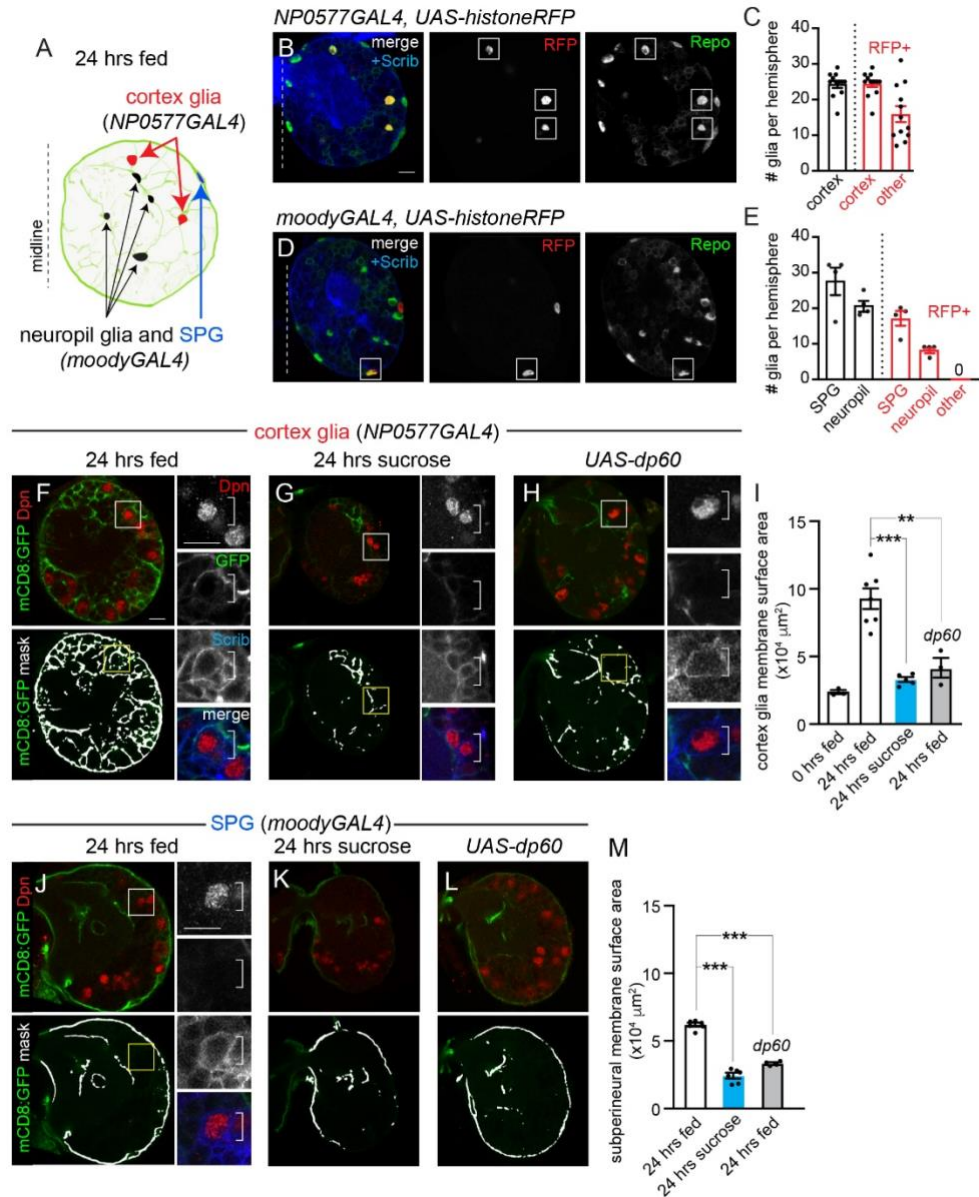 A
24 hrs fed
cortex glia
(NP0577GAL4)
midline
neuropil glia and SPG
(moodyGAL4)
NP0577GAL4, UAS-histoneRFP
B
merge
+Scrib
RFP
Repo
C
# glia per hemisphere
40
30
20
10
0
RFP+
cortex
cortex
other
moodyGAL4, UAS-histoneRFP
D
merge
+Scrib
RFP
Repo
E
# glia per hemisphere
40
30
20
10
0
RFP+
0
SPG
neuropil
SPG
neuropil
other
cortex glia (NP0577GAL4)
24 hrs fed
24 hrs sucrose
UAS-dp60
mCD8:GFP Dpn
mCD8:GFP mask
F
Dpn
GFP
Scrib
merge
G
H
I
cortex glia membrane surface area
(x10⁴ μm²)
15
10
5
0
**
***
dp60
0 hrs fed
24 hrs fed
24 hrs sucrose
24 hrs fed
SPG (moodyGAL4)
24 hrs fed
24 hrs sucrose
UAS-dp60
mCD8:GFP Dpn
mCD8:GFP mask
J
K
L
M
subperineural membrane surface area
(x10⁴ μm²)
15
10
5
0
***
***
dp60
24 hrs fed
24 hrs sucrose
24 hrs fed